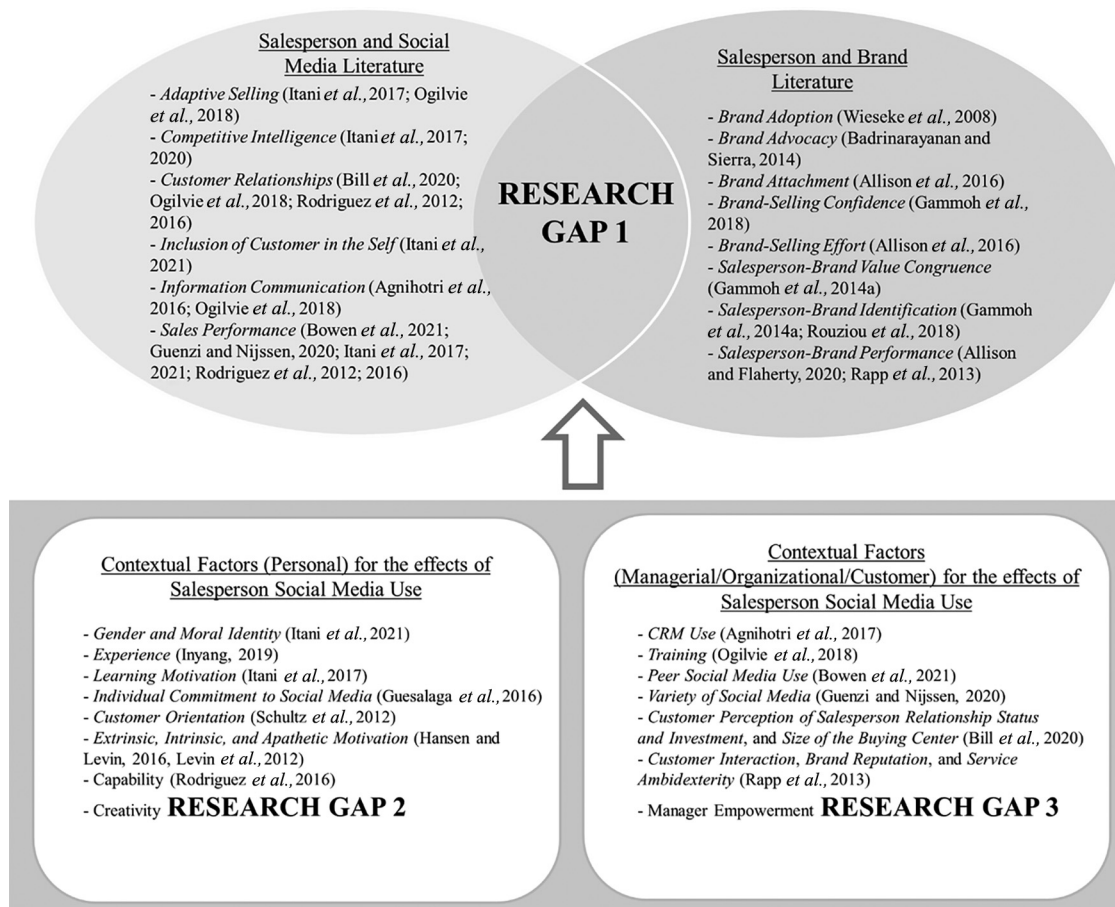 Salesperson and Social
Media Literature
- Adaptive Selling (Itani et al., 2017; Ogilvie
et al., 2018)
- Competitive Intelligence (Itani et al., 2017;
2020)
- Customer Relationships (Bill et al., 2020;
Ogilvie et al., 2018; Rodriguez et al., 2012;
2016)
- Inclusion of Customer in the Self (Itani et al.,
2021)
- Information Communication (Agnihotri et al.,
2016; Ogilvie et al., 2018)
- Sales Performance (Bowen et al., 2021;
Guenzi and Nijssen, 2020; Itani et al., 2017;
2021; Rodriguez et al., 2012; 2016)
RESEARCH
GAP 1
Salesperson and Brand
Literature
- Brand Adoption (Wieseke et al., 2008)
- Brand Advocacy (Badrinarayanan and
Sierra, 2014)
- Brand Attachment (Allison et al., 2016)
- Brand-Selling Confidence (Gammoh et al.,
2018)
- Brand-Selling Effort (Allison et al., 2016)
- Salesperson-Brand Value Congruence
(Gammoh et al., 2014a)
- Salesperson-Brand Identification (Gammoh
et al., 2014a; Rouziou et al., 2018)
- Salesperson-Brand Performance (Allison
and Flaherty, 2020; Rapp et al., 2013)
Contextual Factors (Personal) for the effects of
Salesperson Social Media Use
- Gender and Moral Identity (Itani et al., 2021)
- Experience (Inyang, 2019)
- Learning Motivation (Itani et al., 2017)
- Individual Commitment to Social Media (Guesalaga et al., 2016)
- Customer Orientation (Schultz et al., 2012)
- Extrinsic, Intrinsic, and Apathetic Motivation (Hansen and
Levin, 2016, Levin et al., 2012)
- Capability (Rodriguez et al., 2016)
- Creativity RESEARCH GAP 2
Contextual Factors
(Managerial/Organizational/Customer) for the effects of
Salesperson Social Media Use
- CRM Use (Agnihotri et al., 2017)
- Training (Ogilvie et al., 2018)
- Peer Social Media Use (Bowen et al., 2021)
- Variety of Social Media (Guenzi and Nijssen, 2020)
- Customer Perception of Salesperson Relationship Status
and Investment, and Size of the Buying Center (Bill et al., 2020)
- Customer Interaction, Brand Reputation, and Service
Ambidexterity (Rapp et al., 2013)
- Manager Empowerment RESEARCH GAP 3